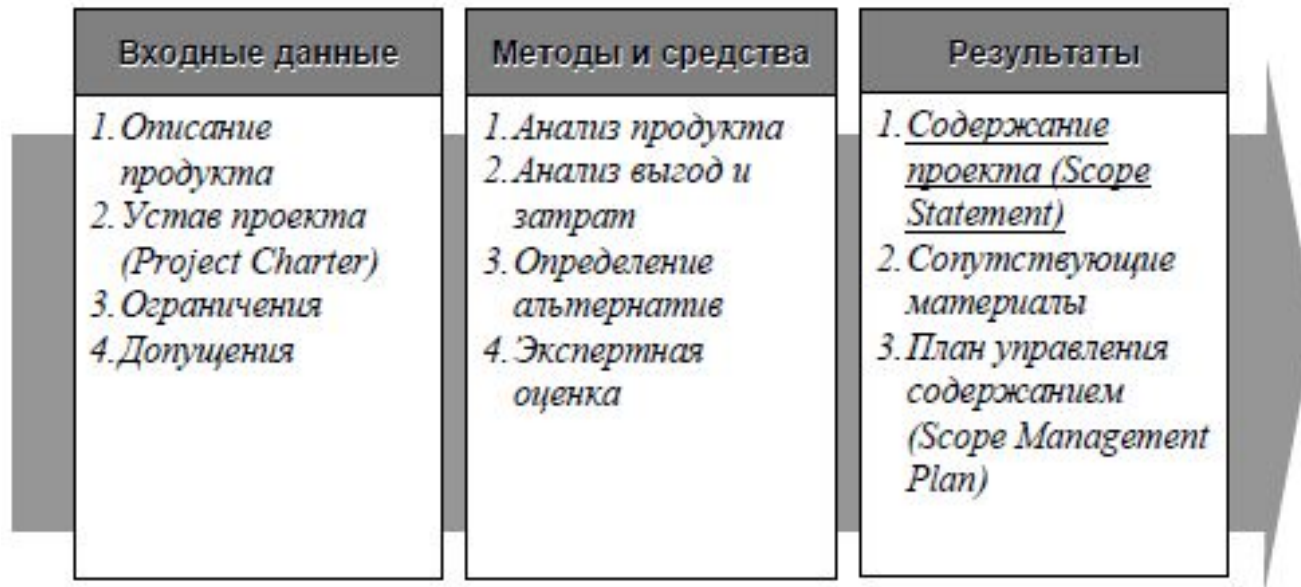 Входные данные
1. Описание
продукта
2. Устав проекта
(Project Charter)
3. Ограничения
4. Допущения
Методы и средства
1. Анализ продукта
2. Анализ выгод и
затрат
3. Определение
альтернатив
4. Экспертная
оценка
Результаты
1. Содержание
проекта (Scope
Statement)
2. Сопутствующие
материалы
3. План управления
содержанием
(Scope Management
Plan)